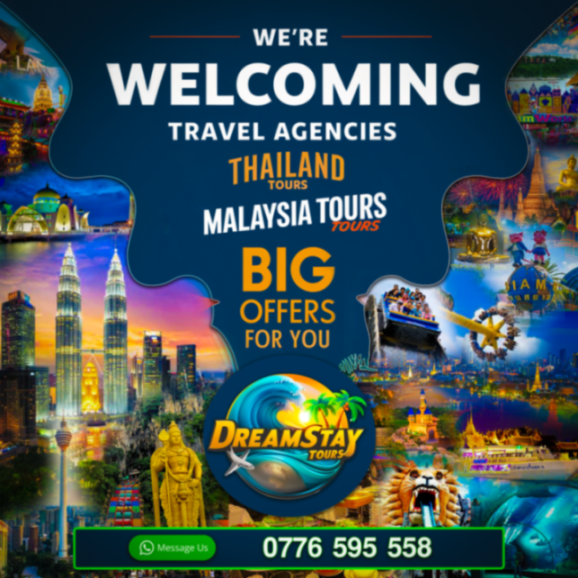 WE'RE
WELCOMING
TRAVEL AGENCIES
THAILAND
TOURS
MALAYSIA TOURS
TOURS
BIG
OFFERS
FOR YOU
DREAMSTAY
TOURS
Message Us
0776 595 558